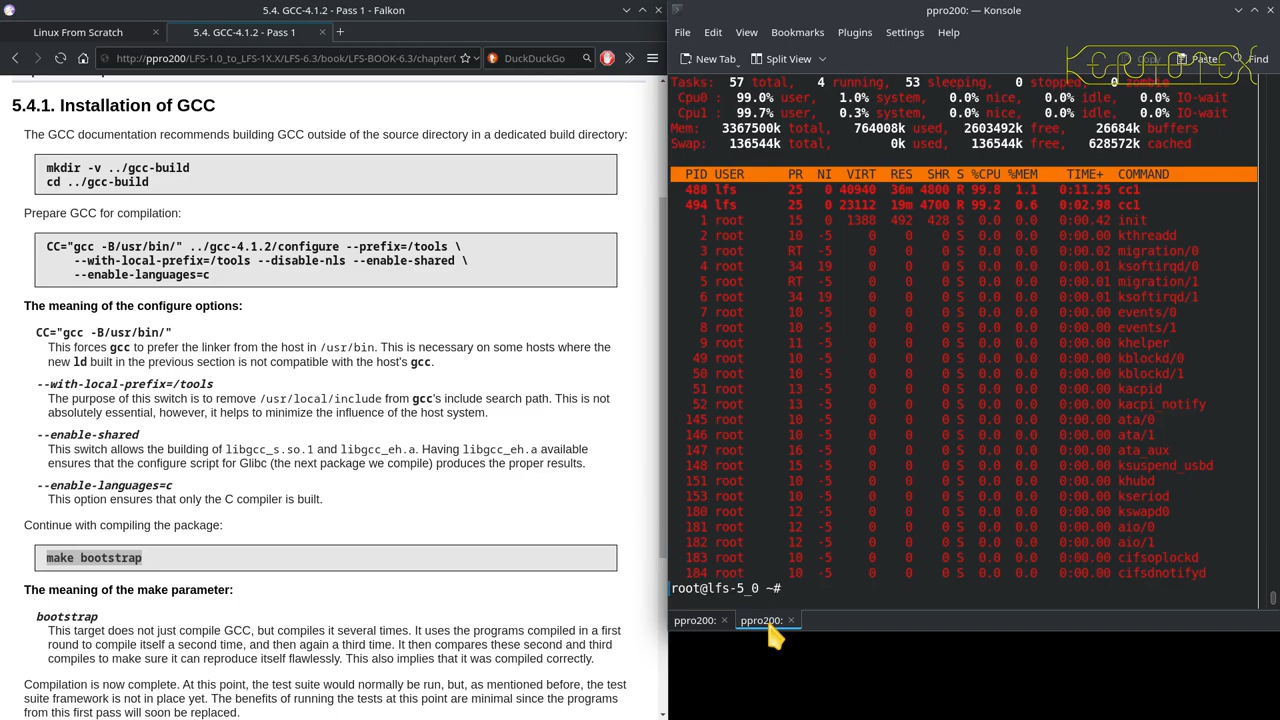 5.4. GCC-4.1.2 - Pass 1 - Falkon
Linux From Scratch
5.4. GCC-4.1.2 - Pass 1
http://ppro200/LFS-1.0_to_LFS-1X.X/LFS-6.3/book/LFS-BOOK-6.3/chapter(
DuckDuckGo
5.4.1. Installation of GCC
The GCC documentation recommends building GCC outside of the source directory in a dedicated build directory:
mkdir -v ../gcc-build
cd ../gcc-build
Prepare GCC for compilation:
CC="gcc -B/usr/bin/" ../gcc-4.1.2/configure --prefix=/tools \
--with-local-prefix=/tools --disable-nls --enable-shared \
--enable-languages=c
The meaning of the configure options:
CC="gcc -B/usr/bin/"
This forces gcc to prefer the linker from the host in /usr/bin. This is necessary on some hosts where the
new ld built in the previous section is not compatible with the host's gcc.
--with-local-prefix=/tools
The purpose of this switch is to remove /usr/local/include from gcc's include search path. This is not
absolutely essential, however, it helps to minimize the influence of the host system.
--enable-shared
This switch allows the building of libgcc_s.so.1 and libgcc_eh.a. Having libgcc_eh.a available
ensures that the configure script for Glibc (the next package we compile) produces the proper results.
--enable-languages=c
This option ensures that only the C compiler is built.
Continue with compiling the package:
make bootstrap
The meaning of the make parameter:
bootstrap
This target does not just compile GCC, but compiles it several times. It uses the programs compiled in a first
round to compile itself a second time, and then again a third time. It then compares these second and third
compiles to make sure it can reproduce itself flawlessly. This also implies that it was compiled correctly.
Compilation is now complete. At this point, the test suite would normally be run, but, as mentioned before, the test
suite framework is not in place yet. The benefits of running the tests at this point are minimal since the programs
from this first pass will soon be replaced.
ppro200: — Konsole
File Edit View Bookmarks Plugins Settings Help
New Tab Split View Copy Paste Find
Tasks: 57 total, 4 running, 53 sleeping, 0 stopped, 0 zombie
Cpu0 : 99.0% user, 1.0% system, 0.0% nice, 0.0% idle, 0.0% IO-wait
Cpu1 : 99.7% user, 0.3% system, 0.0% nice, 0.0% idle, 0.0% IO-wait
Mem: 3367500k total, 764008k used, 2603492k free, 26684k buffers
Swap: 136544k total, 0k used, 136544k free, 628572k cached
PID USER PR NI VIRT RES SHR S %CPU %MEM TIME+ COMMAND
488 lfs 25 0 40940 36m 4800 R 99.8 1.1 0:11.25 cc1
494 lfs 25 0 23112 19m 4700 R 99.2 0.6 0:02.98 cc1
1 root 15 0 1388 492 428 S 0.0 0.0 0:00.42 init
2 root 10 -5 0 0 0 S 0.0 0.0 0:00.00 kthreadd
3 root RT -5 0 0 0 S 0.0 0.0 0:00.02 migration/0
4 root 34 19 0 0 0 S 0.0 0.0 0:00.01 ksoftirqd/0
5 root RT -5 0 0 0 S 0.0 0.0 0:00.01 migration/1
6 root 34 19 0 0 0 S 0.0 0.0 0:00.01 ksoftirqd/1
7 root 10 -5 0 0 0 S 0.0 0.0 0:00.00 events/0
8 root 10 -5 0 0 0 S 0.0 0.0 0:00.00 events/1
9 root 11 -5 0 0 0 S 0.0 0.0 0:00.00 khelper
49 root 10 -5 0 0 0 S 0.0 0.0 0:00.00 kblockd/0
50 root 10 -5 0 0 0 S 0.0 0.0 0:00.00 kblockd/1
51 root 13 -5 0 0 0 S 0.0 0.0 0:00.00 kacpid
52 root 13 -5 0 0 0 S 0.0 0.0 0:00.00 kacpi_notify
145 root 10 -5 0 0 0 S 0.0 0.0 0:00.00 ata/0
146 root 10 -5 0 0 0 S 0.0 0.0 0:00.00 ata/1
147 root 16 -5 0 0 0 S 0.0 0.0 0:00.00 ata_aux
148 root 15 -5 0 0 0 S 0.0 0.0 0:00.00 ksuspend_usbd
151 root 10 -5 0 0 0 S 0.0 0.0 0:00.00 khubd
153 root 10 -5 0 0 0 S 0.0 0.0 0:00.00 kseriod
180 root 12 -5 0 0 0 S 0.0 0.0 0:00.00 kswapd0
181 root 12 -5 0 0 0 S 0.0 0.0 0:00.00 aio/0
182 root 12 -5 0 0 0 S 0.0 0.0 0:00.00 aio/1
183 root 10 -5 0 0 0 S 0.0 0.0 0:00.00 cifsoplockd
184 root 10 -5 0 0 0 S 0.0 0.0 0:00.00 cifsdnotifyd
root@lfs-5_0 ~#
ppro200: ppro200: